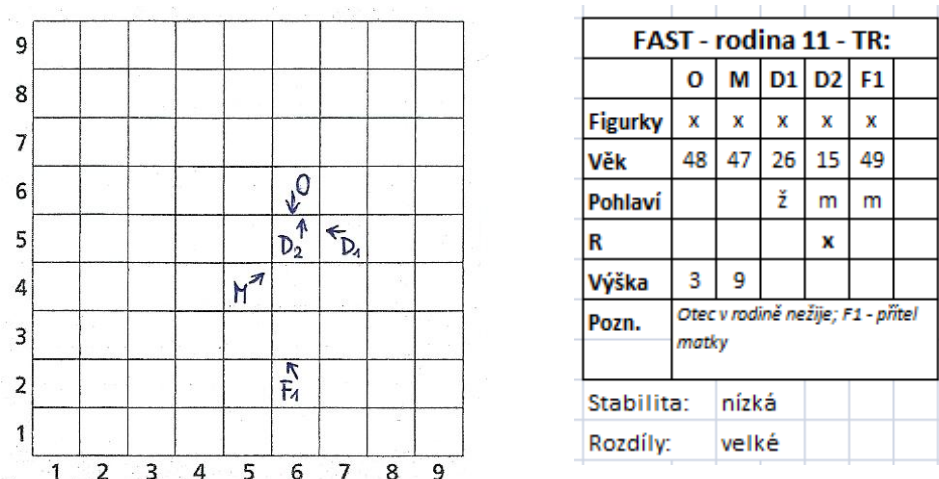 9
8
7
6 O
5 D₂ D₁
4 M
3
2 F₁
1
1 2 3 4 5 6 7 8 9
FAST - rodina 11 - TR:
O M D1 D2 F1
Figurky x x x x x
Věk 48 47 26 15 49
Pohlaví ž m m
R x
Výška 3 9
Pozn. Otec v rodině nežije; F1 - přítel
matky
Stabilita: nízká
Rozdíly: velké